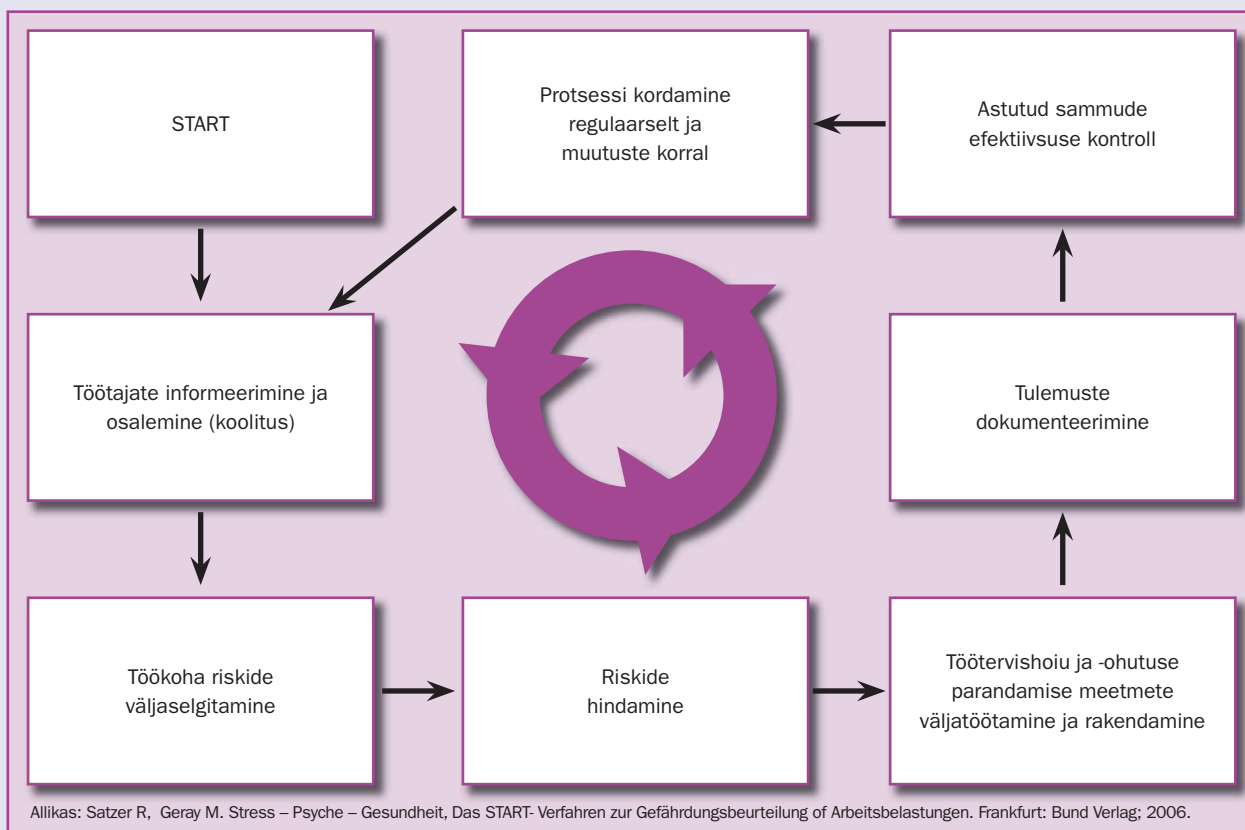 START
Protsessi kordamine
regulaarselt ja
muutuste korral
Astutud sammude
efektiivsuse kontroll
Töötajate informeerimine ja
osalemine (koolitus)
Tulemuste
dokumenteerimine
Töökoha riskide
väljaselgitamine
Riskide
hindamine
Töötervishoiu ja -ohutuse
parandamise meetmete
väljatöötamine ja rakendamine
Allikas: Satzer R, Geray M. Stress – Psyche – Gesundheit, Das START- Verfahren zur Gefährdungsbeurteilung of Arbeitsbelastungen. Frankfurt: Bund Verlag; 2006.